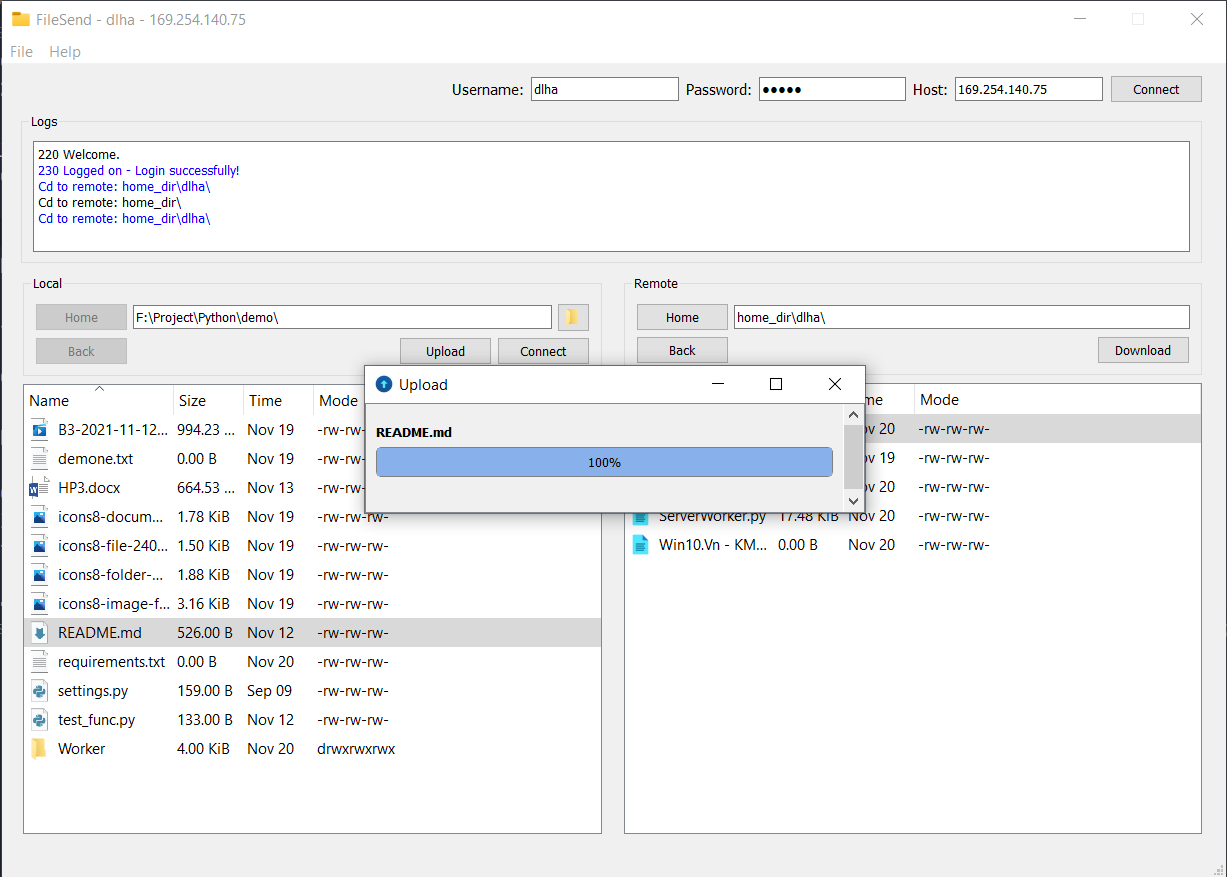 FileSend - dlha - 169.254.140.75
File Help
Username: dlha Password: ●●●●● Host: 169.254.140.75 Connect
Logs
220 Welcome.
230 Logged on - Login successfully!
Cd to remote: home_dir\dlha\
Cd to remote: home_dir\
Cd to remote: home_dir\dlha\
Local
Home F:\Project\Python\demo\
Back Upload Connect
Name Size Time Mode
B3-2021-11-12... 994.23 ... Nov 19 -rw-rw-
demone.txt 0.00 B Nov 19 -rw-rw-
HP3.docx 664.53 ... Nov 13 -rw-rw-
icons8-docum... 1.78 KiB Nov 19 -rw-rw-rw-
icons8-file-240... 1.50 KiB Nov 19 -rw-rw-rw-
icons8-folder-... 1.88 KiB Nov 19 -rw-rw-rw-
icons8-image-f... 3.16 KiB Nov 19 -rw-rw-rw-
README.md 526.00 B Nov 12 -rw-rw-rw-
requirements.txt 0.00 B Nov 20 -rw-rw-rw-
settings.py 159.00 B Sep 09 -rw-rw-rw-
test_func.py 133.00 B Nov 12 -rw-rw-rw-
Worker 4.00 KiB Nov 20 drwxrwxrwx
Remote
Home home_dir\dlha\
Back Download
Mode
20 -rw-rw-rw-
19 -rw-rw-rw-
20 -rw-rw-rw-
ServerWorker.py 17.48 KiB Nov 20 -rw-rw-rw-
Win10.Vn - KM... 0.00 B Nov 20 -rw-rw-rw-
Upload
README.md
100%